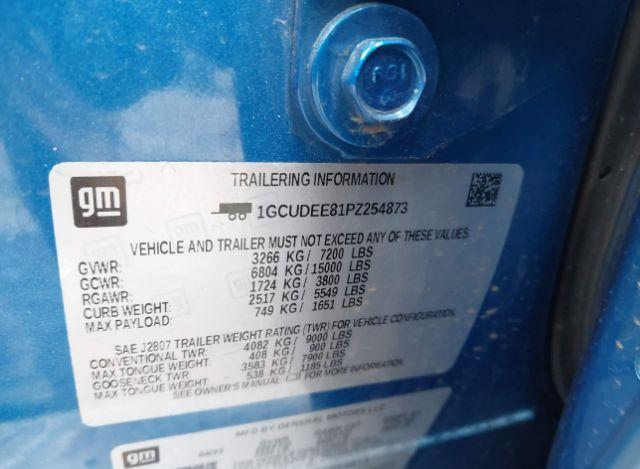 PGI
gm
TRAILERING INFORMATION
1GCUDEE81PZ254873
VEHICLE AND TRAILER MUST NOT EXCEED ANY OF THESE VALUES
GVWR: 3266 KG/ 7200 LBS
GCWR: 6804 KG/15000 LBS
RGAWR: 1724 KG/ 3800 LBS
CURB WEIGHT: 2517 KG/ 5549 LBS
MAX PAYLOAD: 749 KG/ 1651 LBS
SAE J2807 TRAILER WEIGHT RATING (TWR) FOR VEHICLE CONFIGURATION.
CONVENTIONAL TWR: 4082 KG/ 9000 LBS
MAX TONGUE WEIGHT: 408 KG/ 900 LBS
GOOSENECK TWR: 3583 KG/ 7900 LBS
MAX TONGUE WEIGHT: 538 KG/ 1185 LBS
SEE OWNER'S MANUAL FOR MORE INFORMATION
gm
MFD BY GENERAL MOTORS LLC